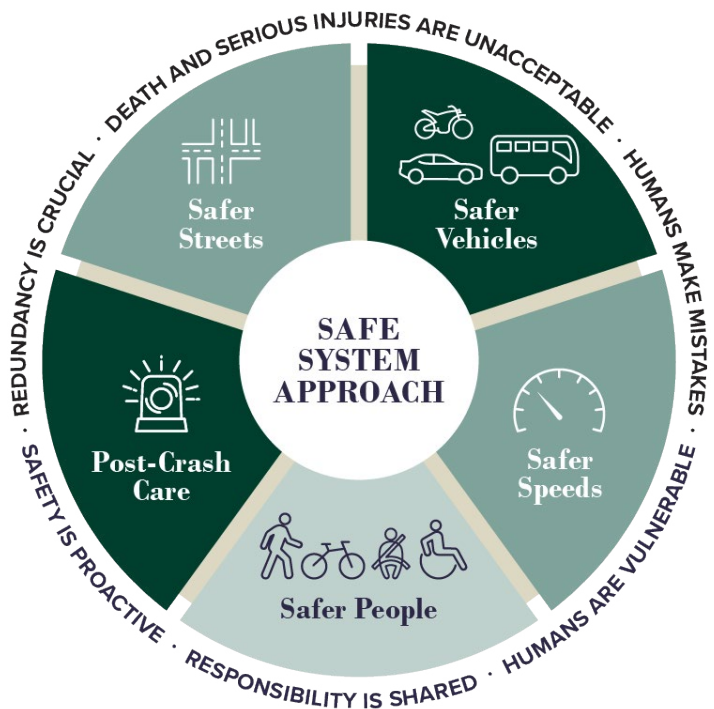 DEATH AND SERIOUS INJURIES ARE UNACCEPTABLE · HUMANS MAKE MISTAKES · HUMANS ARE VULNERABLE · RESPONSIBILITY IS SHARED · SAFETY IS PROACTIVE · REDUNDANCY IS CRUCIAL ·
Safer
Streets
Safer
Vehicles
SAFE
SYSTEM
APPROACH
Safer
Speeds
Post-Crash
Care
Safer People